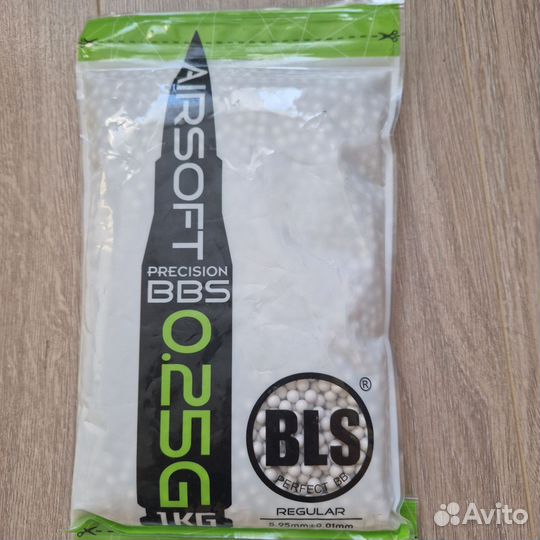 AIRSOFT
PRECISION
BBS
0.25G
1KG
®
BLS
PERFECT BB
REGULAR
5.95mm±0.01mm
Avito